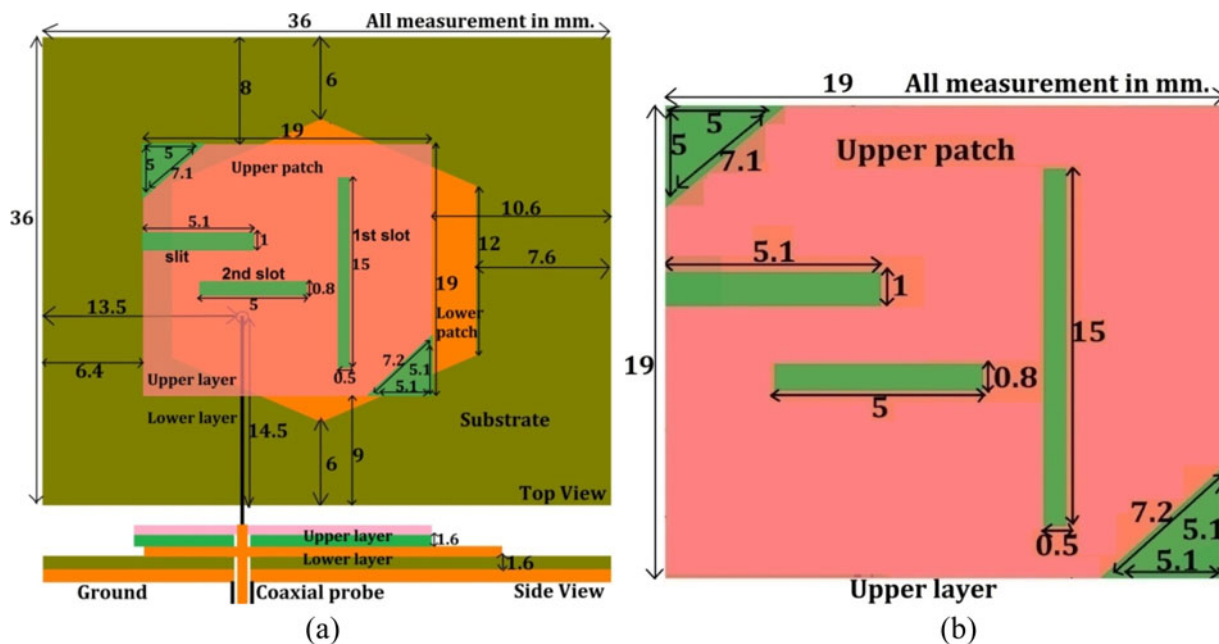 36 All measurement in mm.
8
6
19
5
5
7.1
Upper patch
36
10.6
5.1
1
1st slot
12
slit
15
7.6
2nd slot
0.8
5
19
13.5
Lower
patch
7.2
5.1
6.4
0.5
5.1
Upper layer
Lower layer
14.5
Substrate
6
9
Top View
Upper layer
1.6
Lower layer
1.6
Ground
Coaxial probe
Side View
(a)
19 All measurement in mm.
5
5
7.1
Upper patch
5.1
1
15
19
0.8
5
7.2
5.1
0.5
5.1
Upper layer
(b)